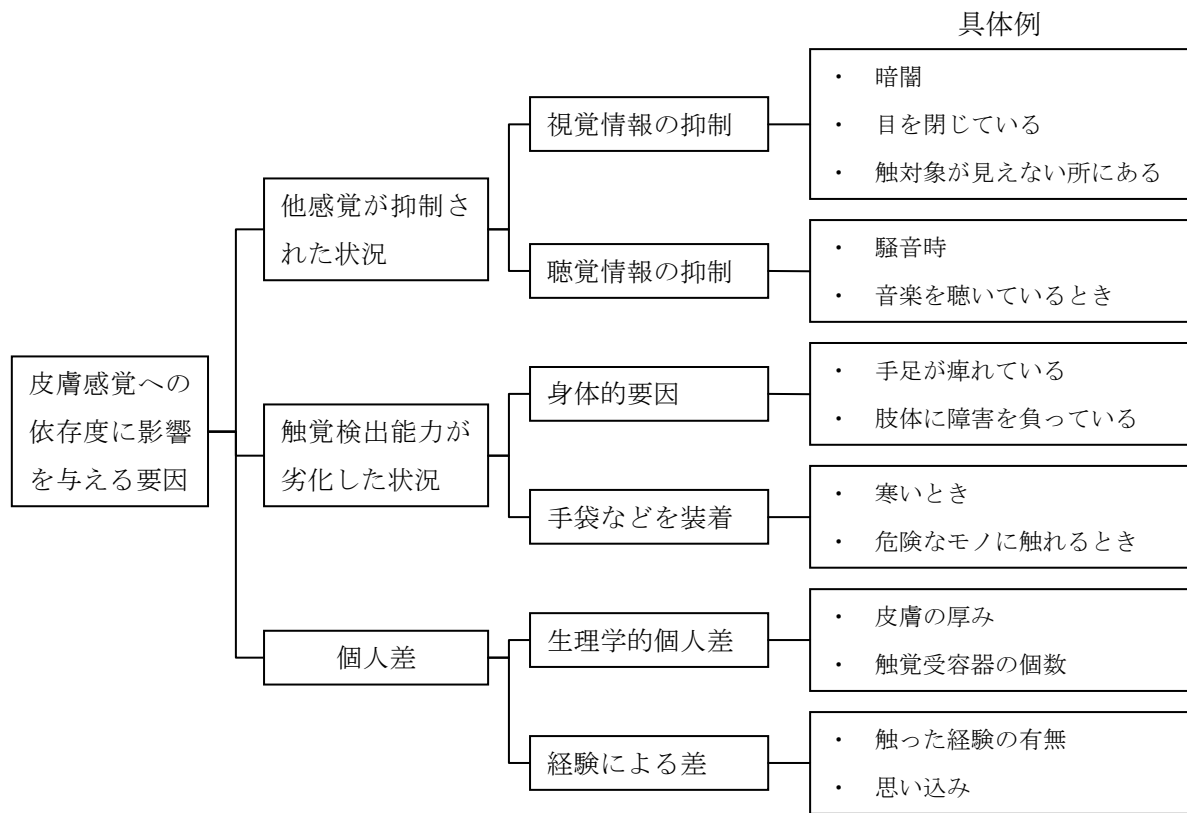 具体例
皮膚感覚への
依存度に影響
を与える要因
他感覚が抑制さ
れた状況
視覚情報の抑制
・ 暗闇
・ 目を閉じている
・ 触対象が見えない所にある
聴覚情報の抑制
・ 騒音時
・ 音楽を聴いているとき
触覚検出能力が
劣化した状況
身体的要因
・ 手足が痺れている
・ 肢体に障害を負っている
手袋などを装着
・ 寒いとき
・ 危険なモノに触れるとき
個人差
生理学的個人差
・ 皮膚の厚み
・ 触覚受容器の個数
経験による差
・ 触った経験の有無
・ 思い込み